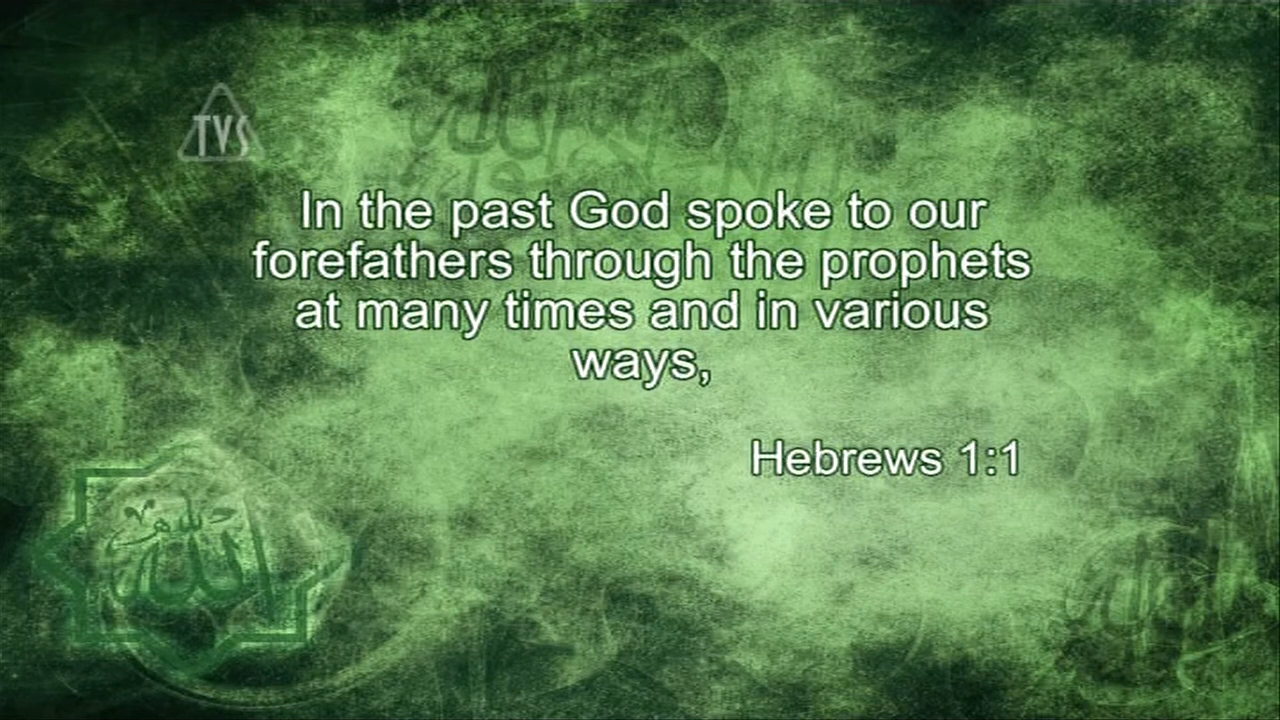 TVS
In the past God spoke to our
forefathers through the prophets
at many times and in various
ways,
Hebrews 1:1
الله